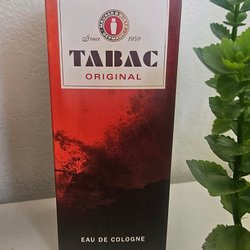 Since 1959
TABAC
ORIGINAL
EAU DE COLOGNE